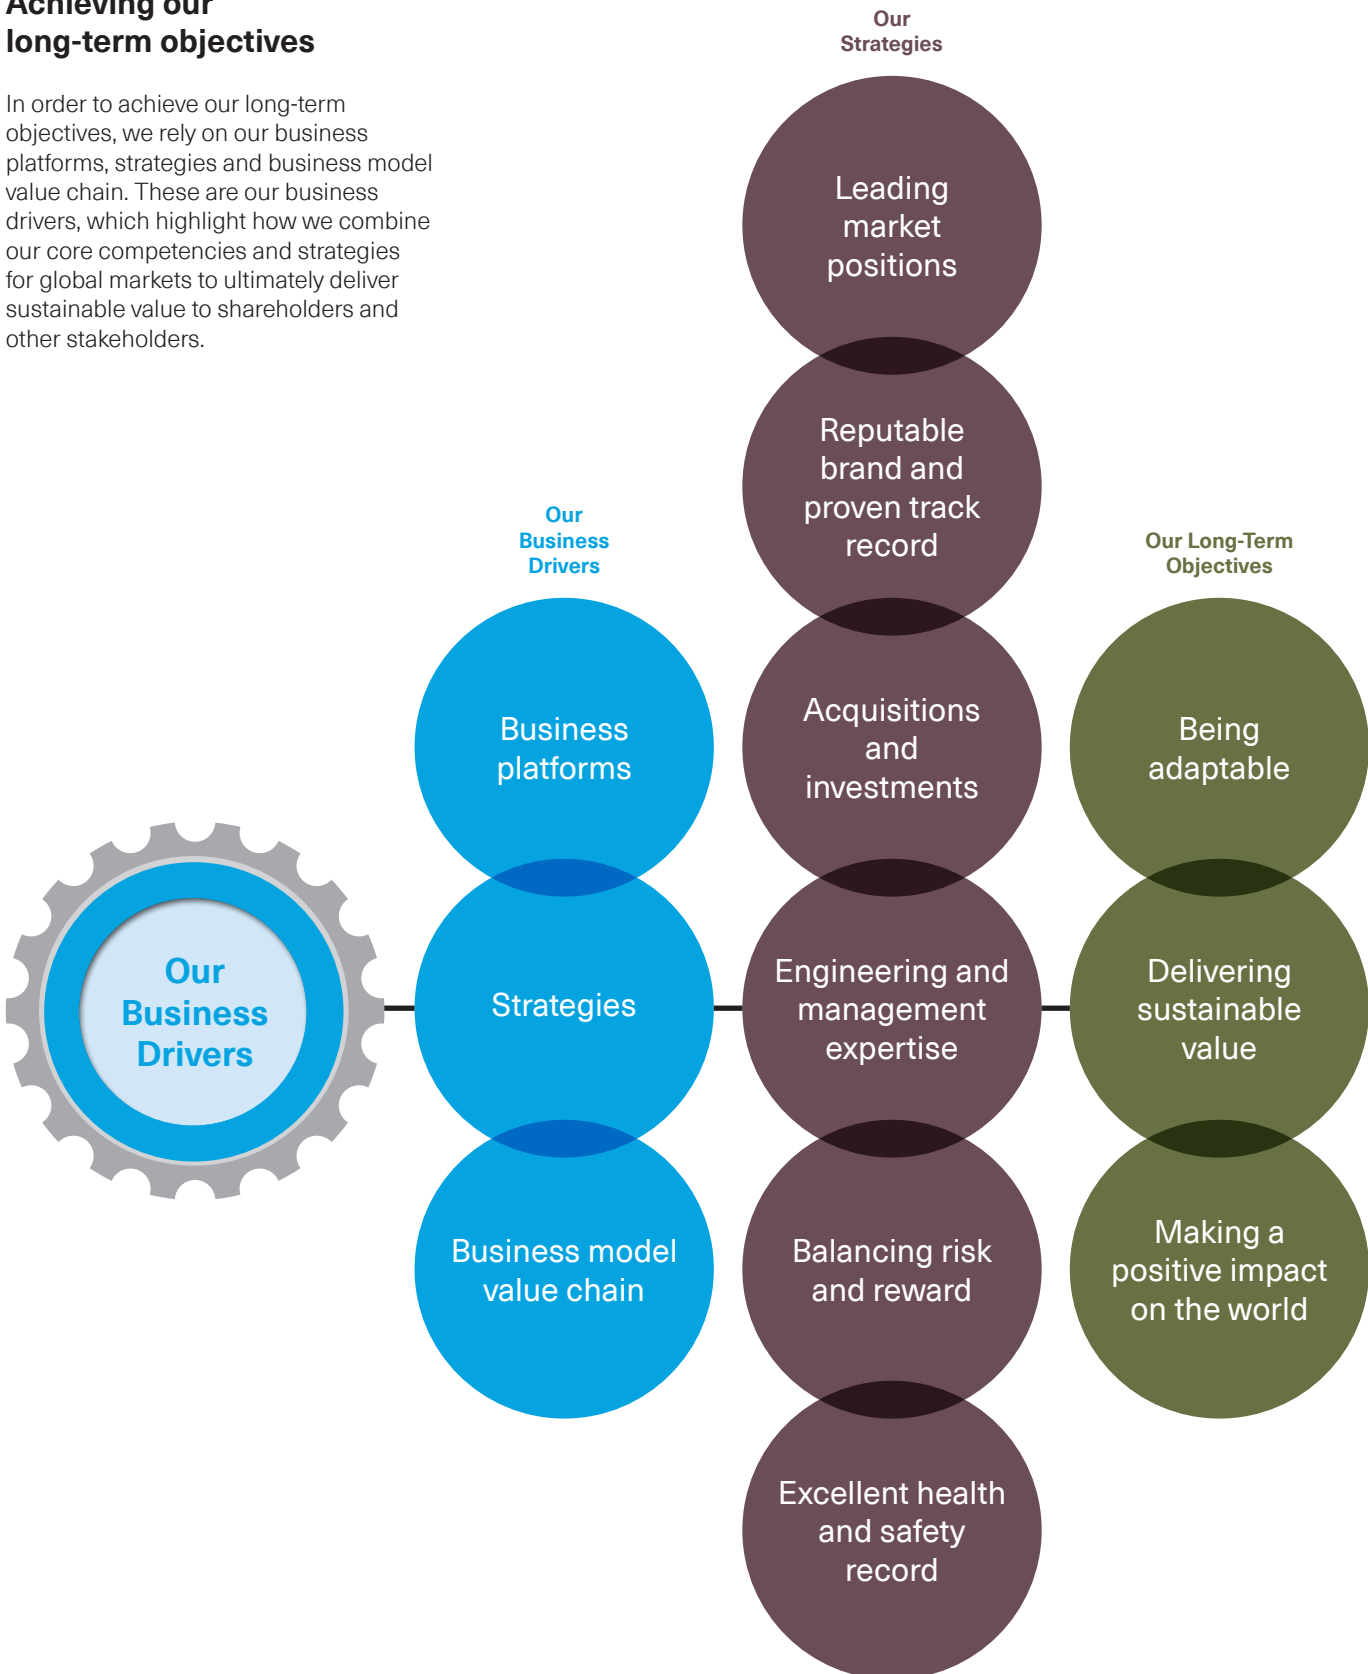 Achieving our
long-term objectives
In order to achieve our long-term
objectives, we rely on our business
platforms, strategies and business model
value chain. These are our business
drivers, which highlight how we combine
our core competencies and strategies
for global markets to ultimately deliver
sustainable value to shareholders and
other stakeholders.
Our
Business
Drivers
Our
Business
Drivers
Business
platforms
Strategies
Business model
value chain
Our
Strategies
Leading
market
positions
Reputable
brand and
proven track
record
Acquisitions
and
investments
Engineering and
management
expertise
Balancing risk
and reward
Excellent health
and safety
record
Our Long-Term
Objectives
Being
adaptable
Delivering
sustainable
value
Making a
positive impact
on the world